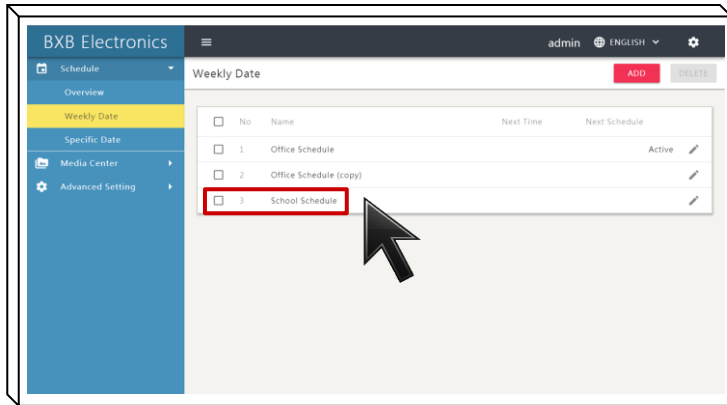 BXB Electronics
admin ENGLISH
Schedule
Overview
Weekly Date
Specific Date
Media Center
Advanced Setting
Weekly Date
ADD DELETE
No Name Next Time Next Schedule
1 Office Schedule Active
2 Office Schedule (copy)
3 School Schedule